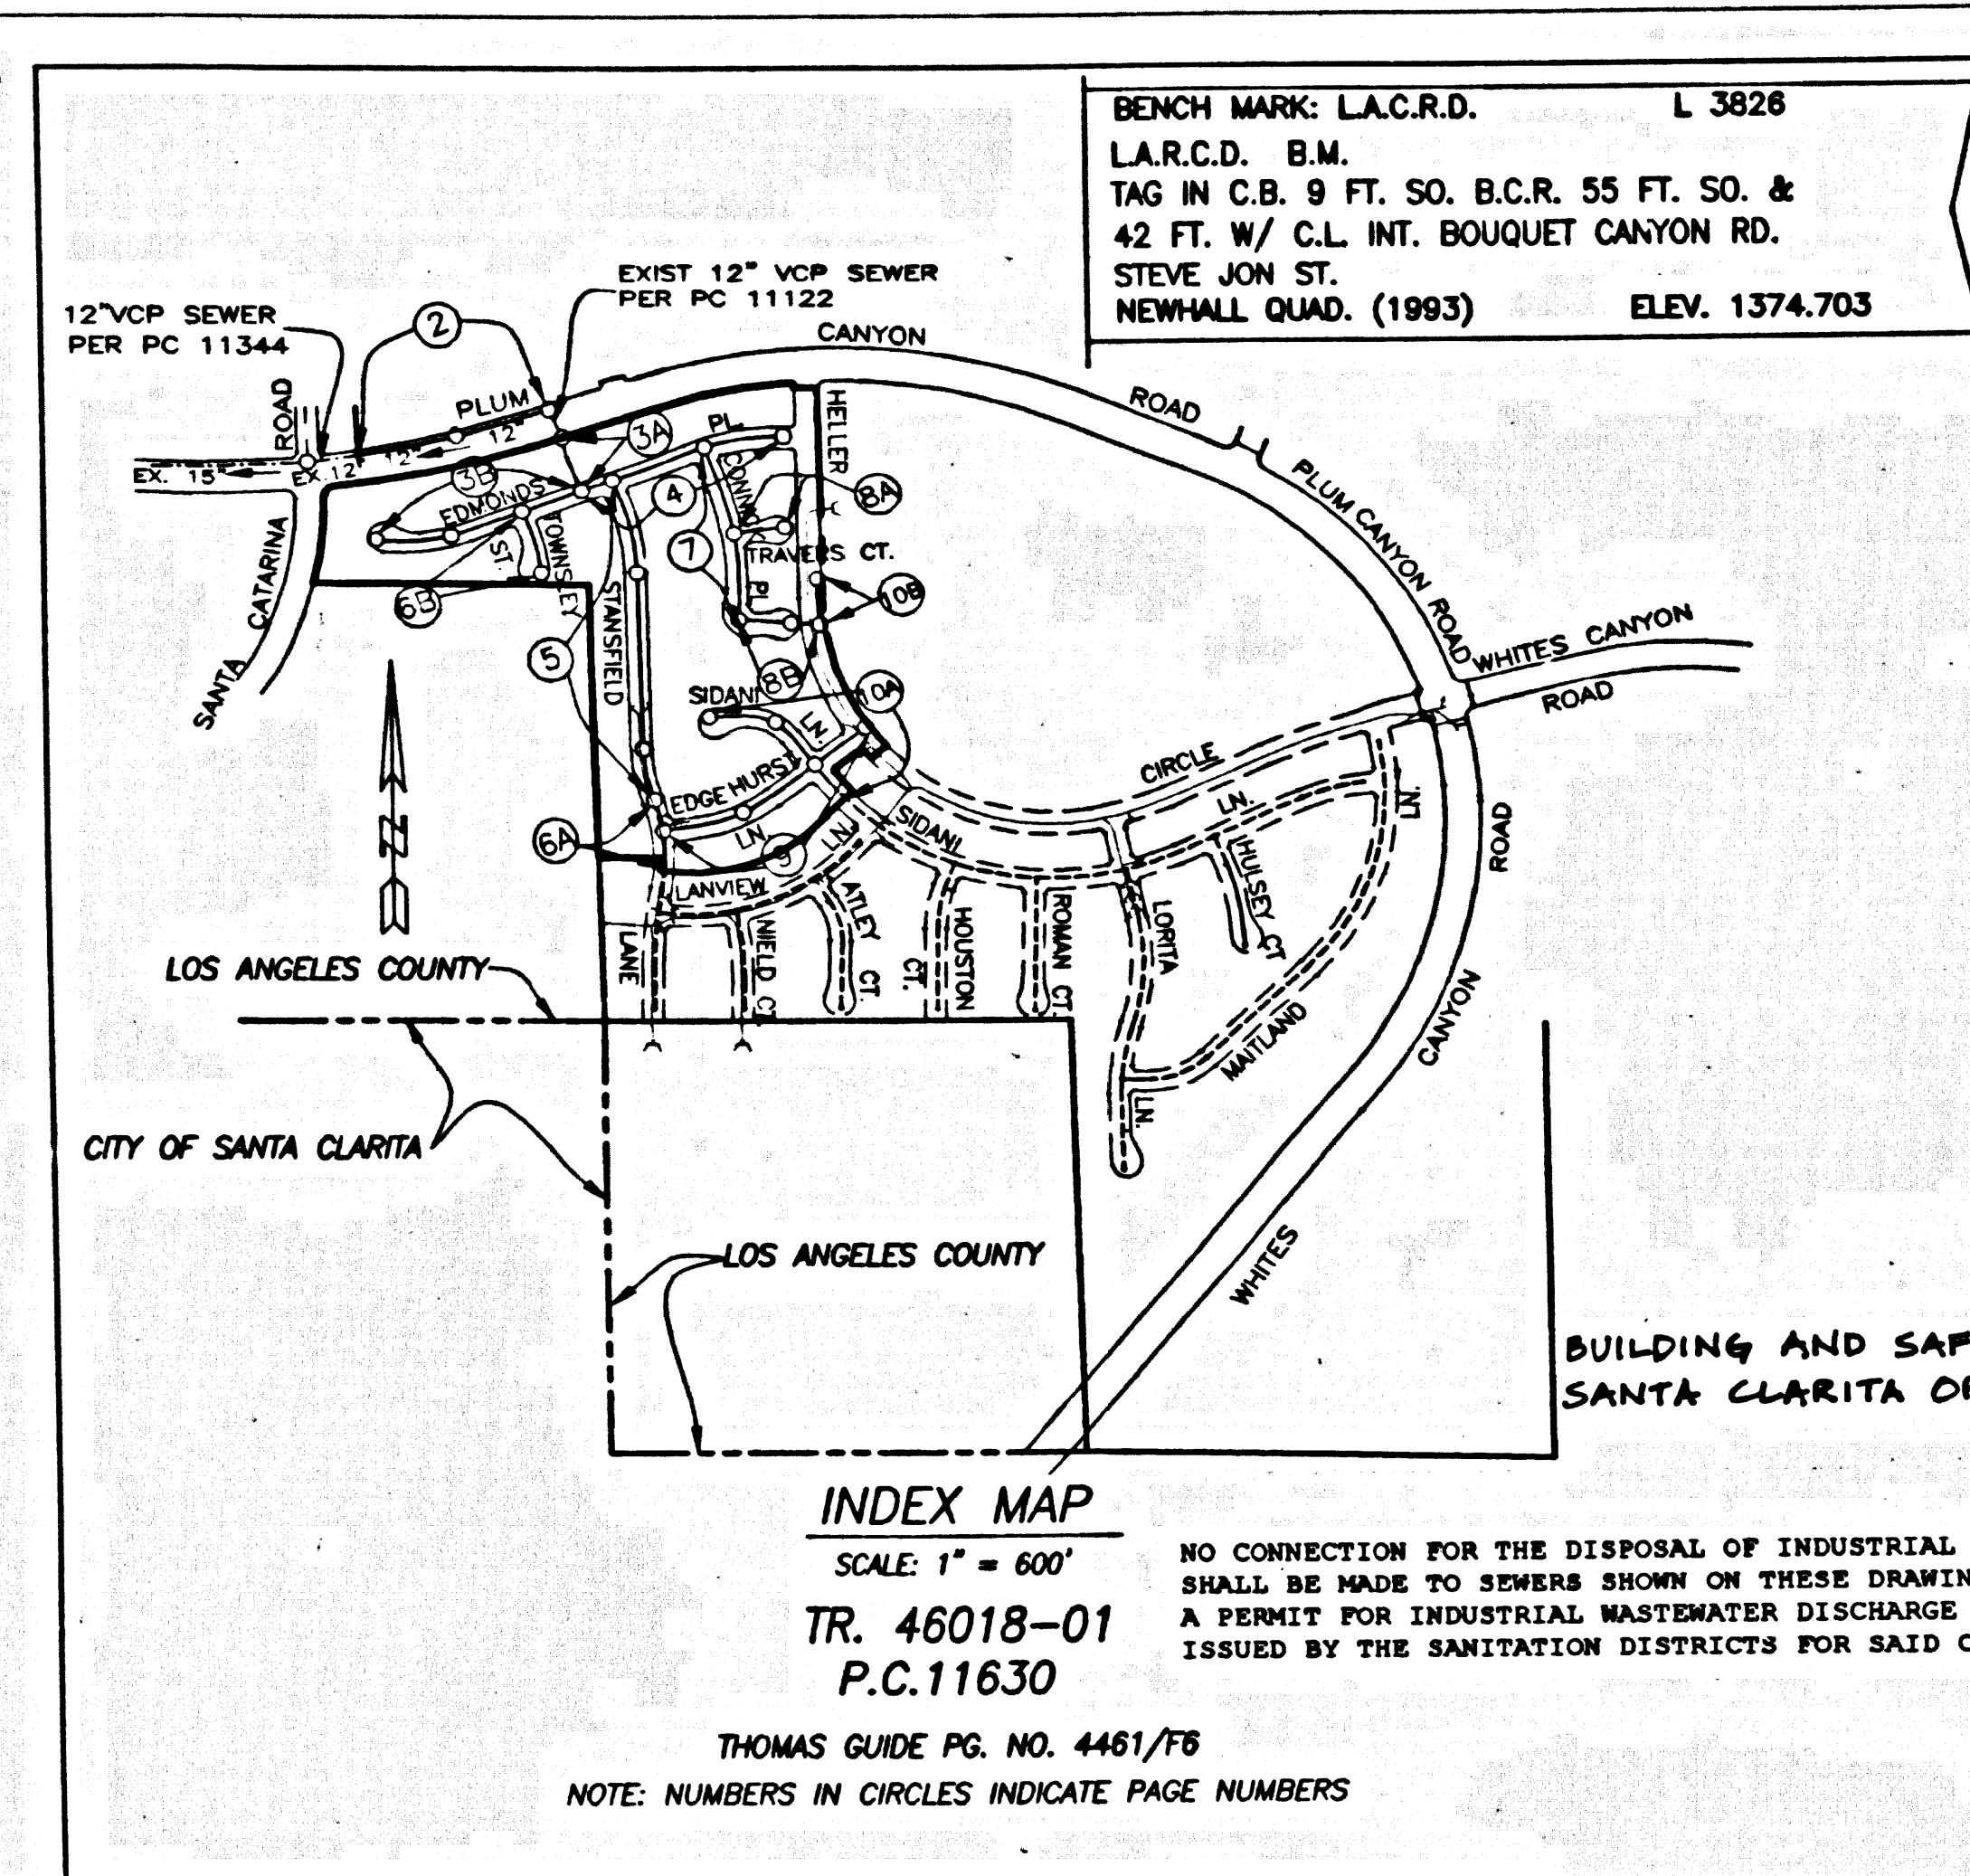 BENCH MARK: L.A.C.R.D. L 3826
L.A.R.C.D. B.M.
TAG IN C.B. 9 FT. SO. B.C.R. 55 FT. SO. &
42 FT. W/ C.L. INT. BOUQUET CANYON RD.
STEVE JON ST.
NEWHALL QUAD. (1993) ELEV. 1374.703
EXIST 12" VCP SEWER
PER PC 11122
12"VCP SEWER
PER PC 11344
2
CANYON
ROAD
PLUM
12"
ROAD
EX. 15"
EX. 12"
12"
3A
3B
PL.
HELLER
EDMONDS
4
8A
ROAD
PLUM CANYON ROAD
WHITES CANYON
ROAD
SANTA
CATARINA
ST.
TOWNSLEY
6B
7
TRAVERS CT.
PL.
10B
5
STANSFIELD
8B
10A
SIDANI
LN.
EDGEHURST
LN.
6A
9
LN.
LANVIEW
SIDANI
CIRCLE
LN.
LN.
HULSEY CT
ROAD
LANE
NIELD CT.
ATLEY CT.
HOUSTON CT.
ROMAN CT.
LORITA
LN.
MAITLAND
CANYON
WHITES
N
LOS ANGELES COUNTY
CITY OF SANTA CLARITA
LOS ANGELES COUNTY
BUILDING AND
SANTA CLARITA
INDEX MAP
SCALE: 1" = 600'
TR. 46018-01
P.C.11630
THOMAS GUIDE PG. NO. 4461/F6
NOTE: NUMBERS IN CIRCLES INDICATE PAGE NUMBERS
NO CONNECTION FOR THE DISPOSAL OF INDUSTRIAL
SHALL BE MADE TO SEWERS SHOWN ON THESE
A PERMIT FOR INDUSTRIAL WASTEWATER DISCHARGE
ISSUED BY THE SANITATION DISTRICTS FOR SAID